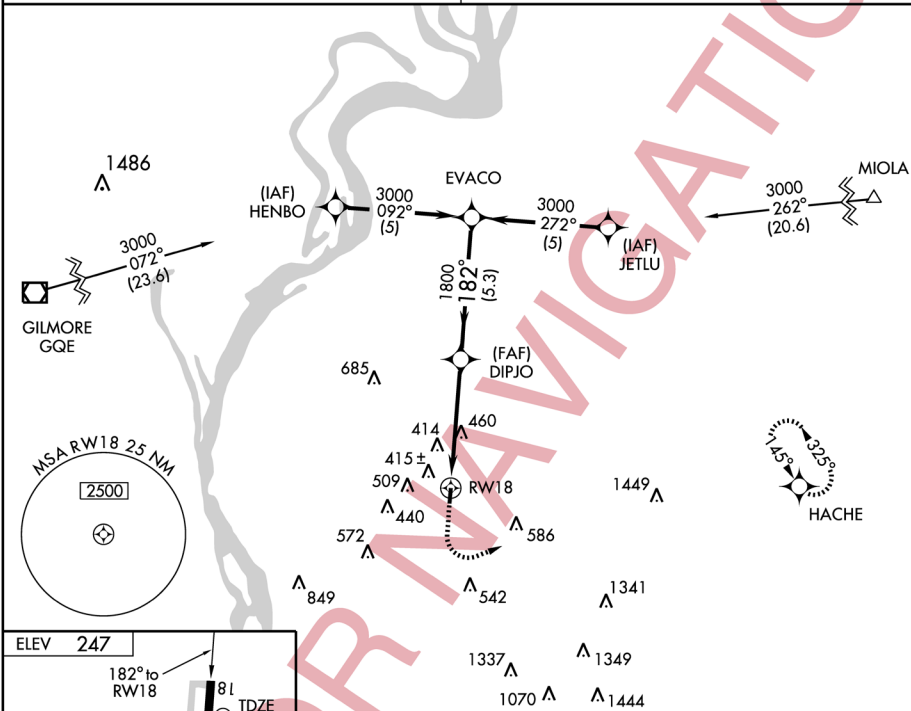 1486
EVACO
MIOLA
(IAF)
HENBO
3000
092°
(5)
3000
272°
(5)
(IAF)
JETLU
3000
262°
(20.6)
3000
072°
(23.6)
GILMORE
GQE
1800
182°
(5.3)
(FAF)
DIPJO
685
414
460
415±
509
RW18
440
572
586
849
542
1449
145°
325°
HACHE
MSA RW18 25 NM
2500
1341
1337
1349
1070
1444
ELEV 247
182° to
RW18
18
TDZE
OR NAVIGATIO